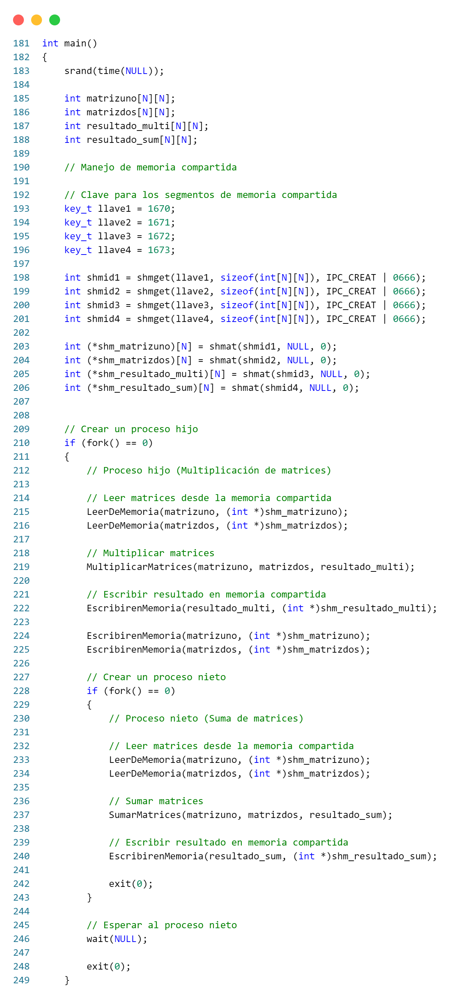 181 int main()
182 {
183     srand(time(NULL));
184
185     int matrizuno[N][N];
186     int matrizdos[N][N];
187     int resultado_multi[N][N];
188     int resultado_sum[N][N];
189
190     // Manejo de memoria compartida
191
192     // Clave para los segmentos de memoria compartida
193     key_t llave1 = 1670;
194     key_t llave2 = 1671;
195     key_t llave3 = 1672;
196     key_t llave4 = 1673;
197
198     int shmid1 = shmget(llave1, sizeof(int[N][N]), IPC_CREAT | 0666);
199     int shmid2 = shmget(llave2, sizeof(int[N][N]), IPC_CREAT | 0666);
200     int shmid3 = shmget(llave3, sizeof(int[N][N]), IPC_CREAT | 0666);
201     int shmid4 = shmget(llave4, sizeof(int[N][N]), IPC_CREAT | 0666);
202
203     int (*shm_matrizuno)[N] = shmat(shmid1, NULL, 0);
204     int (*shm_matrizdos)[N] = shmat(shmid2, NULL, 0);
205     int (*shm_resultado_multi)[N] = shmat(shmid3, NULL, 0);
206     int (*shm_resultado_sum)[N] = shmat(shmid4, NULL, 0);
207
208
209     // Crear un proceso hijo
210     if (fork() == 0)
211     {
212         // Proceso hijo (Multiplicación de matrices)
213
214         // Leer matrices desde la memoria compartida
215         LeerDeMemoria(matrizuno, (int *)shm_matrizuno);
216         LeerDeMemoria(matrizdos, (int *)shm_matrizdos);
217
218         // Multiplicar matrices
219         MultiplicarMatrices(matrizuno, matrizdos, resultado_multi);
220
221         // Escribir resultado en memoria compartida
222         EscribirenMemoria(resultado_multi, (int *)shm_resultado_multi);
223
224         EscribirenMemoria(matrizuno, (int *)shm_matrizuno);
225         EscribirenMemoria(matrizdos, (int *)shm_matrizdos);
226
227         // Crear un proceso nieto
228         if (fork() == 0)
229         {
230             // Proceso nieto (Suma de matrices)
231
232             // Leer matrices desde la memoria compartida
233             LeerDeMemoria(matrizuno, (int *)shm_matrizuno);
234             LeerDeMemoria(matrizdos, (int *)shm_matrizdos);
235
236             // Sumar matrices
237             SumarMatrices(matrizuno, matrizdos, resultado_sum);
238
239             // Escribir resultado en memoria compartida
240             EscribirenMemoria(resultado_sum, (int *)shm_resultado_sum);
241
242             exit(0);
243         }
244
245         // Esperar al proceso nieto
246         wait(NULL);
247
248         exit(0);
249     }